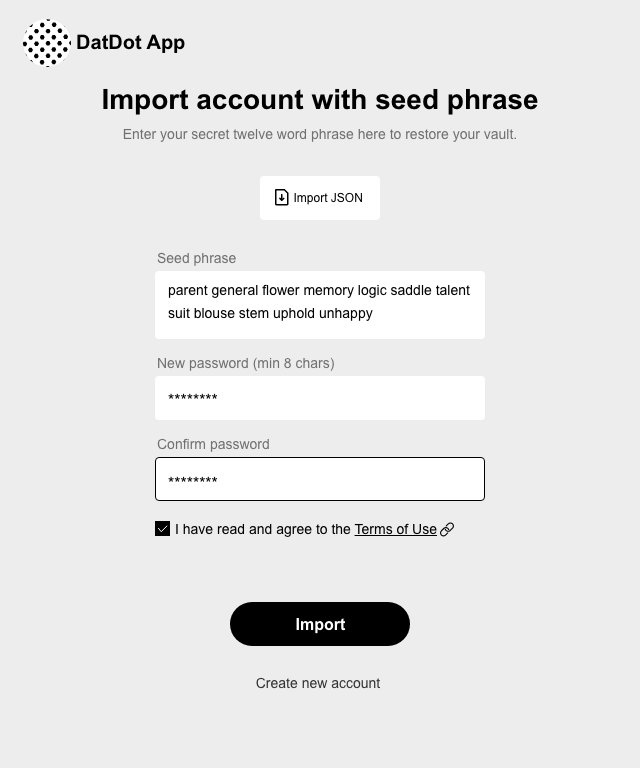 DatDot App
Import account with seed phrase
Enter your secret twelve word phrase here to restore your vault.
Import JSON
Seed phrase
parent general flower memory logic saddle talent
suit blouse stem uphold unhappy
New password (min 8 chars)
********
Confirm password
********
I have read and agree to the Terms of Use
Import
Create new account